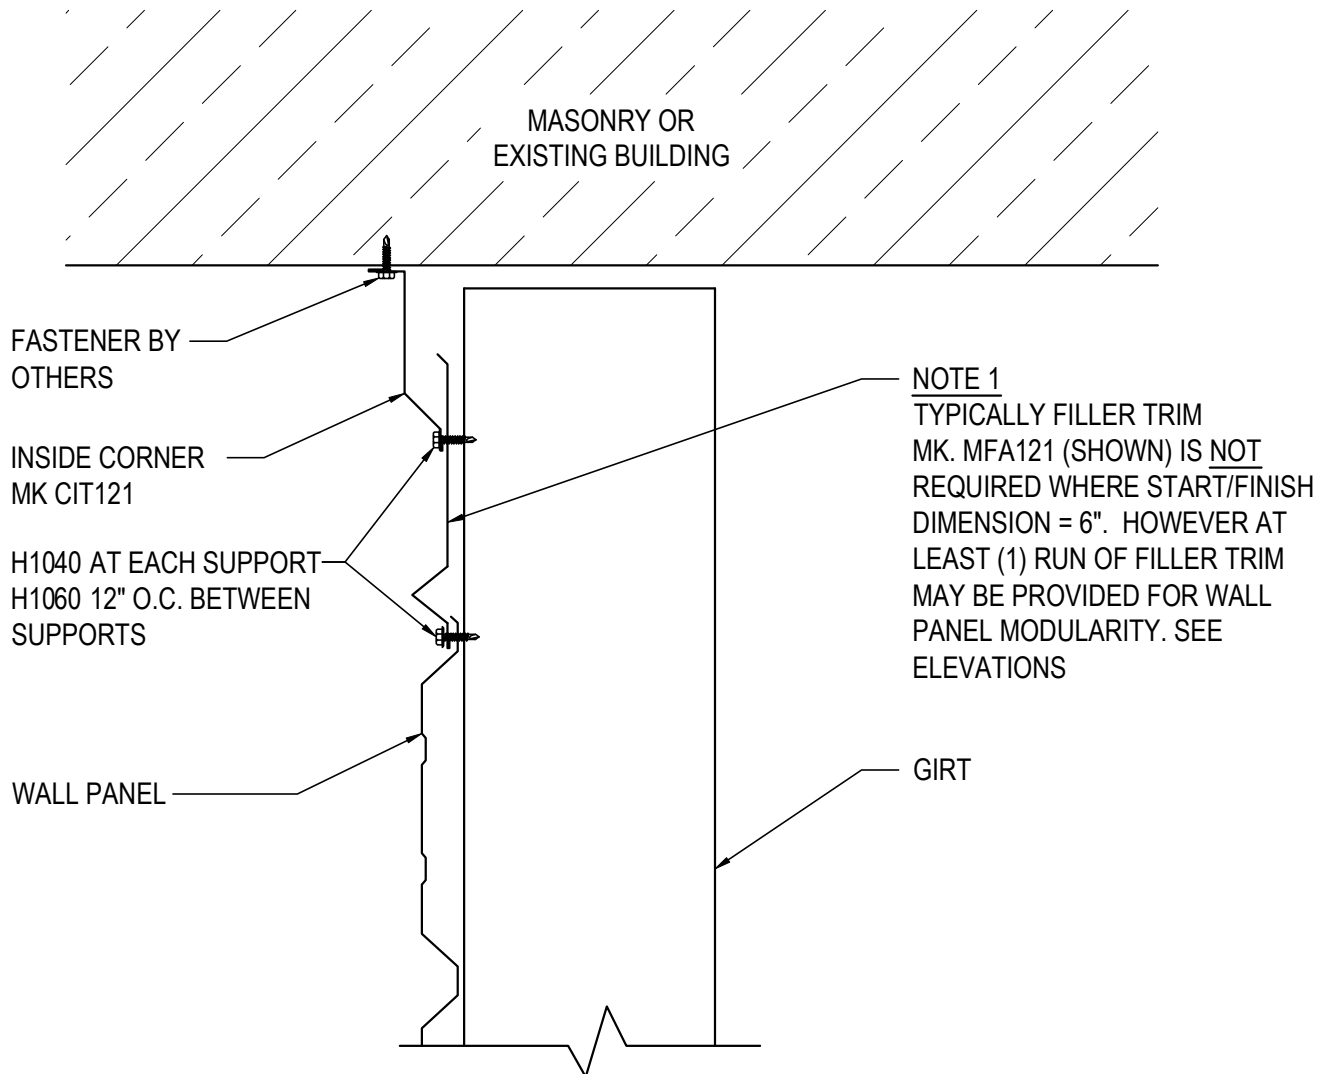 MASONRY OR
EXISTING BUILDING
FASTENER BY
OTHERS
INSIDE CORNER
MK CIT121
H1040 AT EACH SUPPORT
H1060 12" O.C. BETWEEN
SUPPORTS
WALL PANEL
NOTE 1
TYPICALLY FILLER TRIM
MK. MFA121 (SHOWN) IS NOT
REQUIRED WHERE START/FINISH
DIMENSION = 6". HOWEVER AT
LEAST (1) RUN OF FILLER TRIM
MAY BE PROVIDED FOR WALL
PANEL MODULARITY. SEE
ELEVATIONS
GIRT